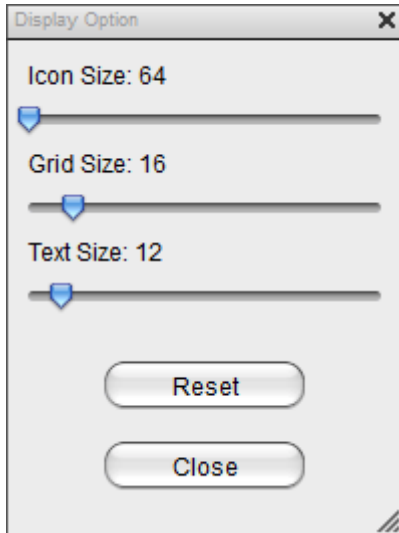 Display Option
Icon Size: 64
Grid Size: 16
Text Size: 12
Reset
Close